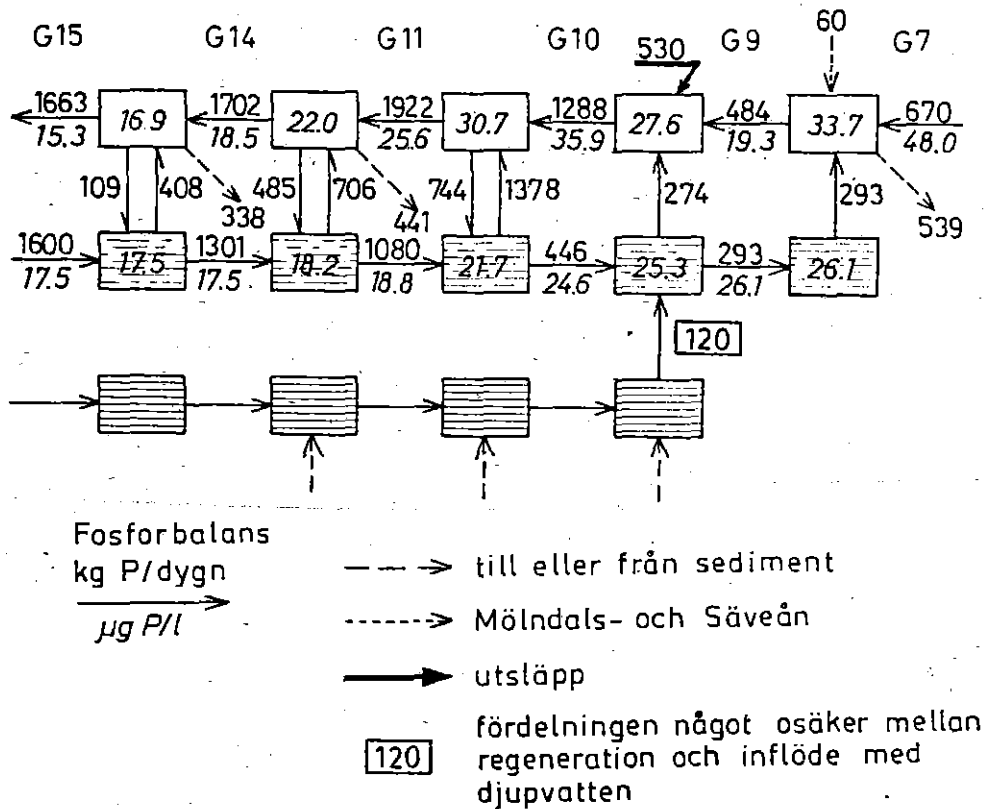 G15 G14 G11 G10 G9 60 G7
530
1663 1702 1922 1288 484 670
16.9 22.0 30.7 27.6 33.7
15.3 18.5 25.6 35.9 19.3 48.0
109 408 485 706 744 1378 274 293
338 441 539
1600 1301 1080 446 293
17.5 18.2 21.7 25.3 26.1
17.5 17.5 18.8 24.6 26.1
120
Fosforbalans
kg P/dygn
µg P/l
till eller från sediment
Mölndals- och Säveån
utsläpp
120
fördelningen något osäker mellan
regeneration och inflöde med
djupvatten